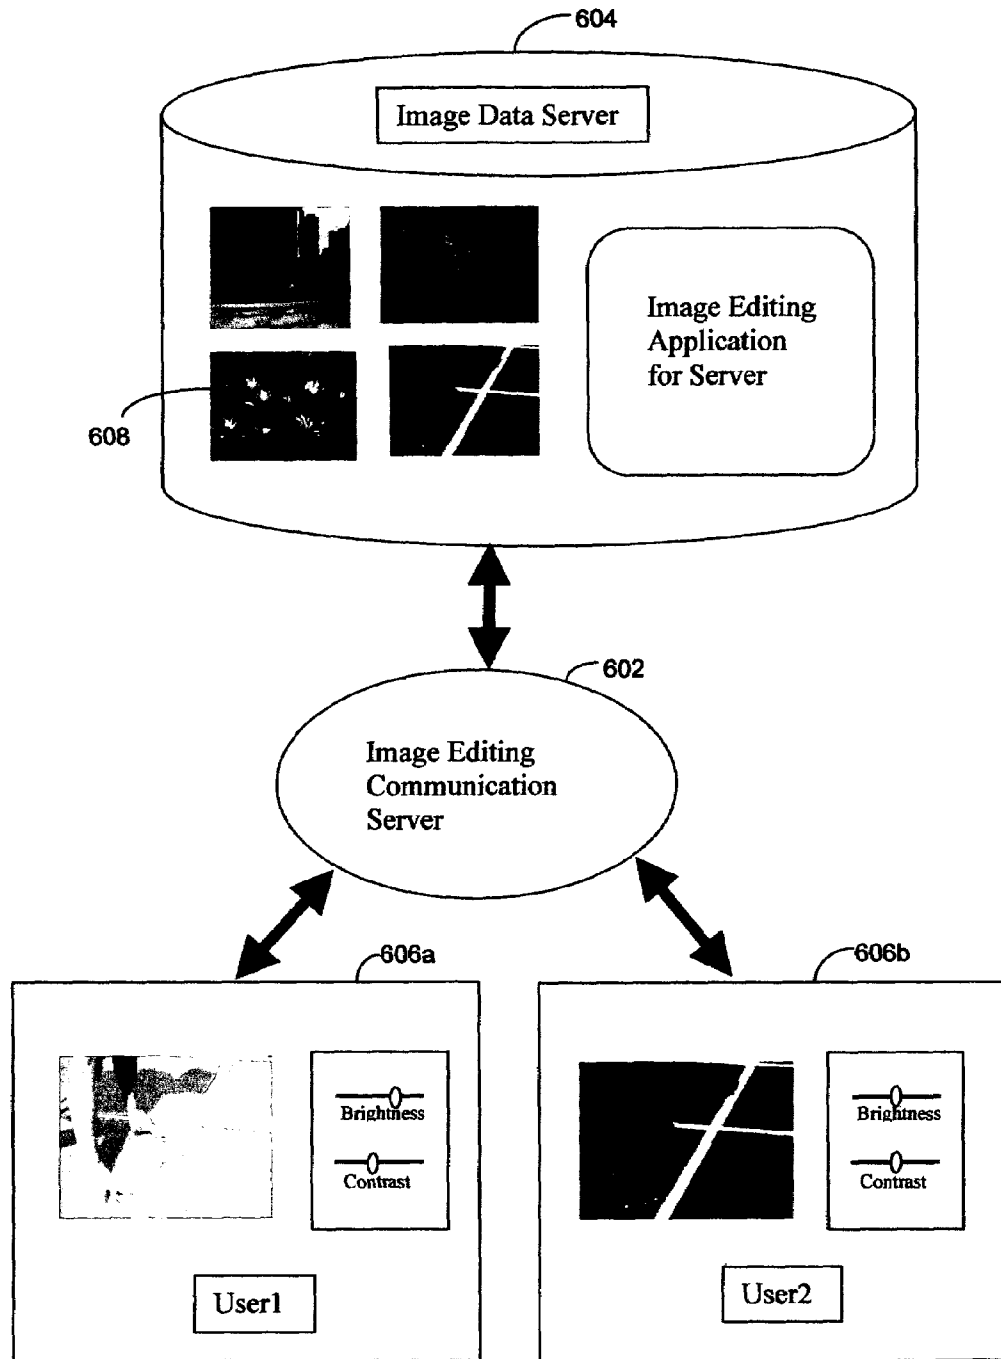 604
Image Data Server
Image Editing
Application
for Server
608
602
Image Editing
Communication
Server
606a
606b
Brightness
Contrast
User1
Brightness
Contrast
User2